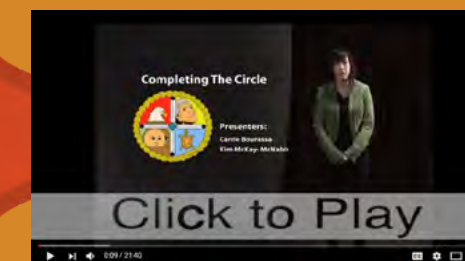 Completing The Circle
Presenters:
Carrie Bourassa
Kim McKay- McNabb
Click to Play
0:09 / 21:40